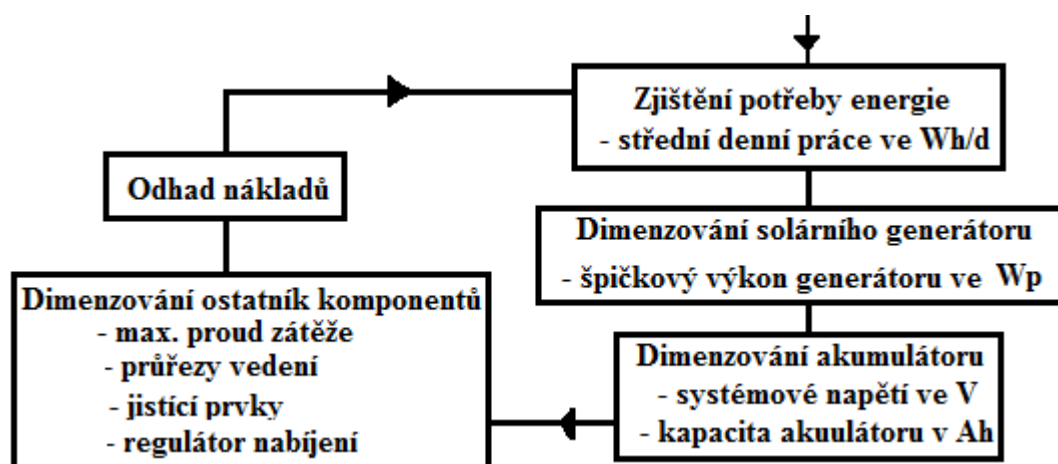 Zjištění potřeby energie
- střední denní práce ve Wh/d
Dimenzování solárního generátoru
- špičkový výkon generátoru ve Wp
Dimenzování akumulátoru
- systémové napětí ve V
- kapacita akuulátoru v Ah
Dimenzování ostatník komponentů
- max. proud zátěže
- průřezy vedení
- jistící prvky
- regulátor nabíjení
Odhad nákladů